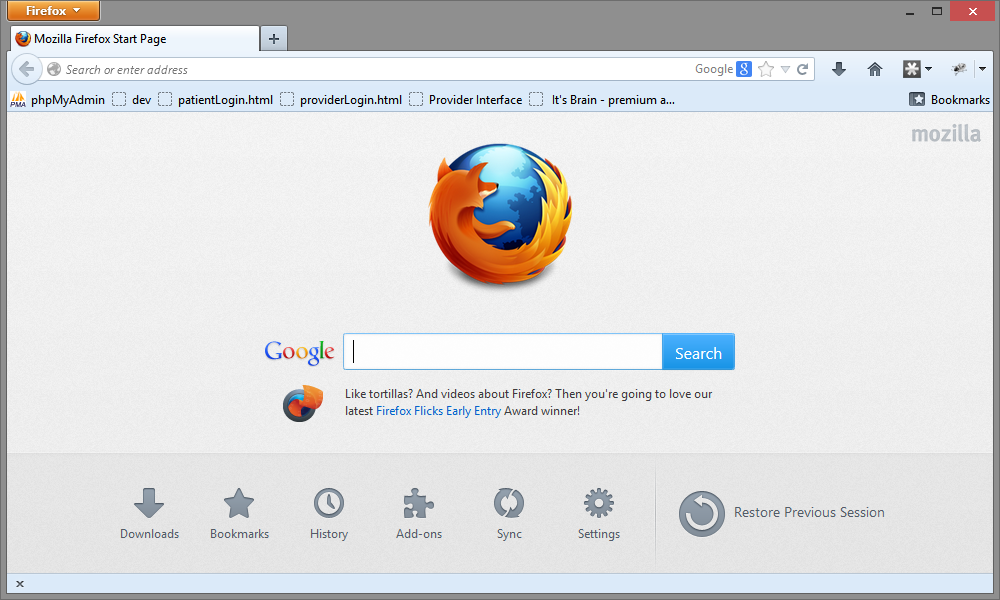 Firefox
Mozilla Firefox Start Page
Search or enter address
Google
8
PMA phpMyAdmin dev patientLogin.html providerLogin.html Provider Interface It's Brain - premium a... Bookmarks
mozilla
Google
Search
Like tortillas? And videos about Firefox? Then you're going to love our
latest Firefox Flicks Early Entry Award winner!
Downloads Bookmarks History Add-ons Sync Settings Restore Previous Session